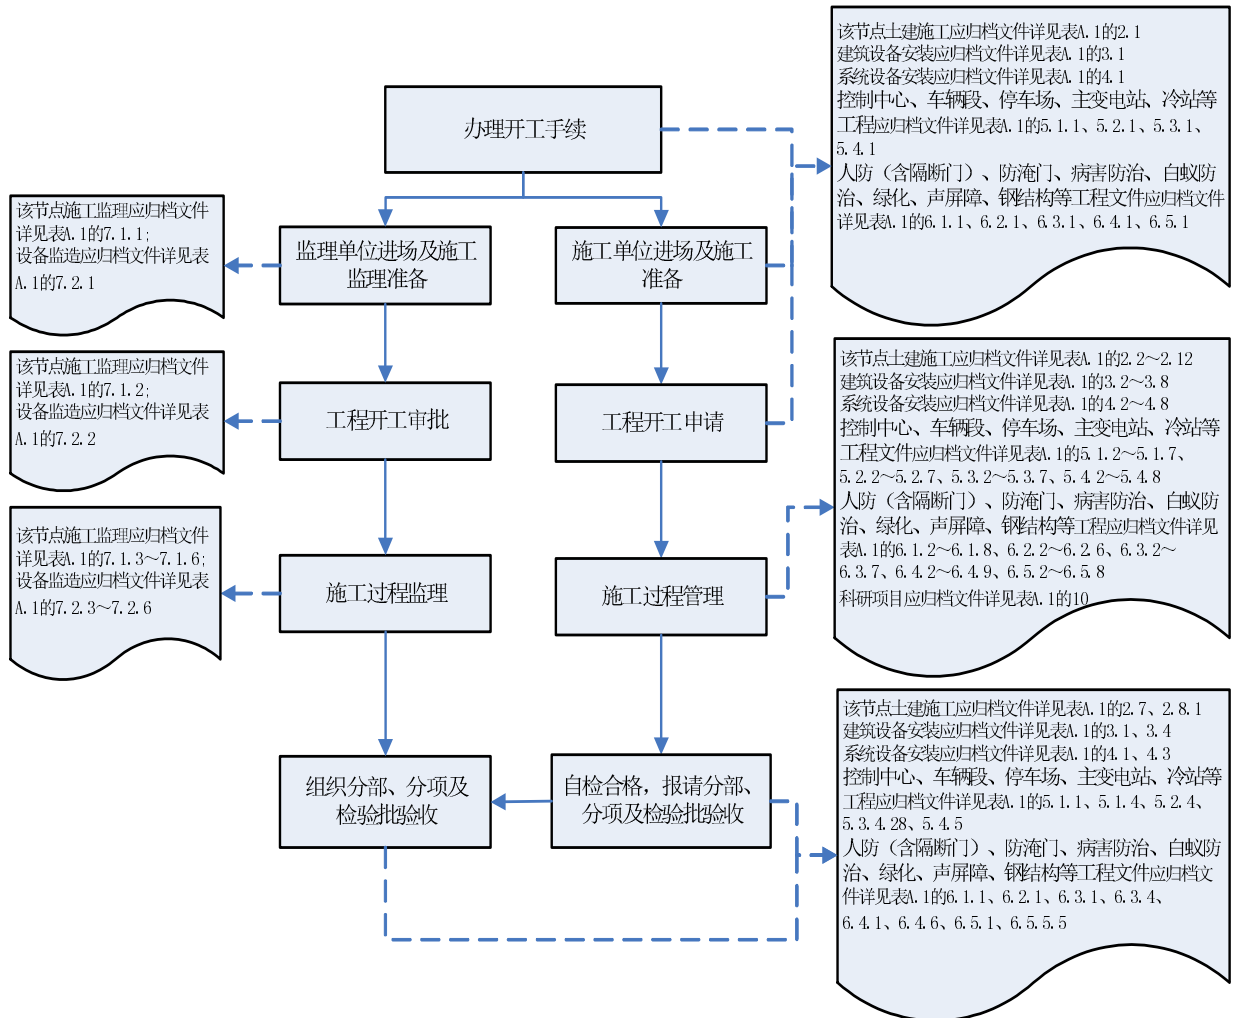 办理开工手续
监理单位进场及施工
监理准备
施工单位进场及施工
准备
工程开工审批
工程开工申请
施工过程监理
施工过程管理
组织分部、分项及
检验批验收
自检合格，报请分部、
分项及检验批验收
该节点施工监理应归档文件
详见表A.1的7.1.1;
设备监造应归档文件详见表
A.1的7.2.1
该节点施工监理应归档文件
详见表A.1的7.1.2;
设备监造应归档文件详见表
A.1的7.2.2
该节点施工监理应归档文件
详见表A.1的7.1.3～7.1.6;
设备监造应归档文件详见表
A.1的7.2.3～7.2.6
该节点土建施工应归档文件详见表A.1的2.1
建筑设备安装应归档文件详见表A.1的3.1
系统设备安装应归档文件详见表A.1的4.1
控制中心、车辆段、停车场、主变电站、冷站等
工程应归档文件详见表A.1的5.1.1、5.2.1、5.3.1、
5.4.1
人防（含隔断门）、防淹门、病害防治、白蚁防
治、绿化、声屏障、钢结构等工程文件应归档文件
详见表A.1的6.1.1、6.2.1、6.3.1、6.4.1、6.5.1
该节点土建施工应归档文件详见表A.1的2.2～2.12
建筑设备安装应归档文件详见表A.1的3.2～3.8
系统设备安装应归档文件详见表A.1的4.2～4.8
控制中心、车辆段、停车场、主变电站、冷站等
工程文件应归档文件详见表A.1的5.1.2～5.1.7、
5.2.2～5.2.7、5.3.2～5.3.7、5.4.2～5.4.8
人防（含隔断门）、防淹门、病害防治、白蚁防
治、绿化、声屏障、钢结构等工程应归档文件详见
表A.1的6.1.2～6.1.8、6.2.2～6.2.6、6.3.2～
6.3.7、6.4.2～6.4.9、6.5.2～6.5.8
科研项目应归档文件详见表A.1的10
该节点土建施工应归档文件详见表A.1的2.7、2.8.1
建筑设备安装应归档文件详见表A.1的3.1、3.4
系统设备安装应归档文件详见表A.1的4.1、4.3
控制中心、车辆段、停车场、主变电站、冷站等
工程应归档文件详见表A.1的5.1.1、5.1.4、5.2.4、
5.3.4.28、5.4.5
人防（含隔断门）、防淹门、病害防治、白蚁防
治、绿化、声屏障、钢结构等工程文件应归档文
件详见表A.1的6.1.1、6.2.1、6.3.1、6.3.4、
6.4.1、6.4.6、6.5.1、6.5.5.5